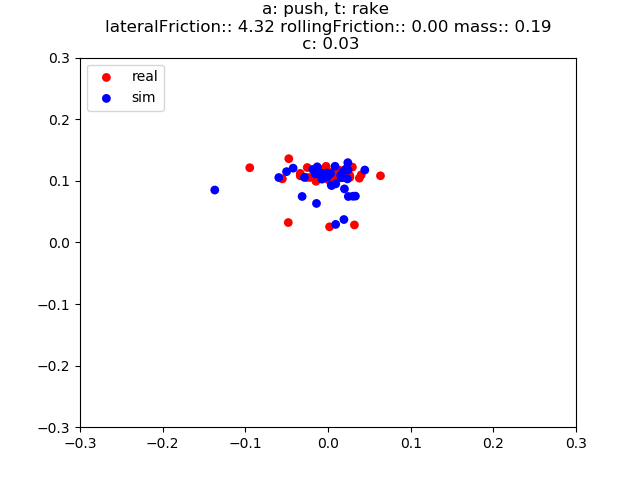 a: push, t: rake
lateralFriction:: 4.32 rollingFriction:: 0.00 mass:: 0.19
c: 0.03
real
sim
0.3
0.2
0.1
0.0
−0.1
−0.2
−0.3
−0.3 −0.2 −0.1 0.0 0.1 0.2 0.3